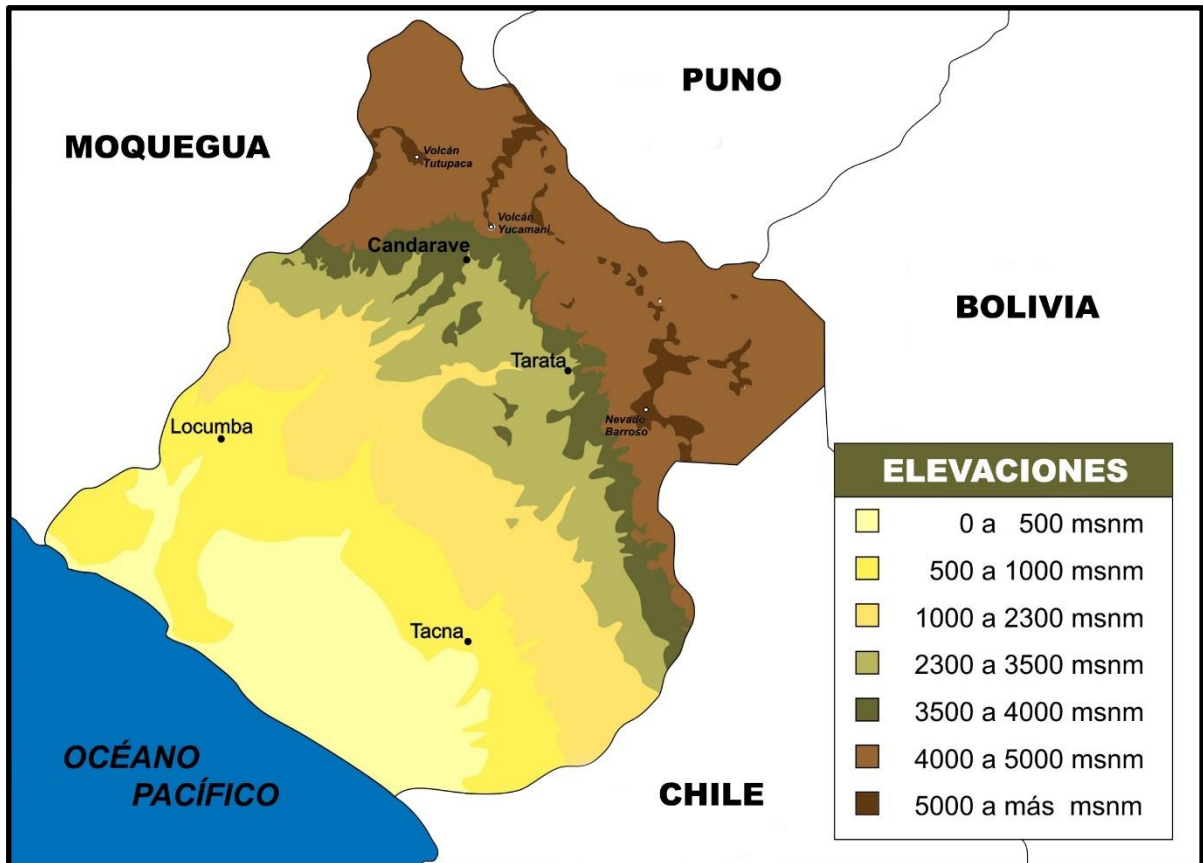 PUNO
MOQUEGUA
Volcán
Tutupaca
Volcán
Yucamani
Candarave
BOLIVIA
Tarata
Nevado
Barroso
Locumba
Tacna
OCÉANO
PACÍFICO
CHILE
ELEVACIONES
0 a 500 msnm
500 a 1000 msnm
1000 a 2300 msnm
2300 a 3500 msnm
3500 a 4000 msnm
4000 a 5000 msnm
5000 a más msnm